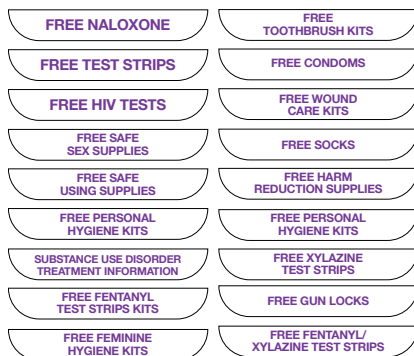 FREE NALOXONE
FREE TEST STRIPS
FREE HIV TESTS
FREE SAFE
SEX SUPPLIES
FREE SAFE
USING SUPPLIES
FREE PERSONAL
HYGIENE KITS
SUBSTANCE USE DISORDER
TREATMENT INFORMATION
FREE FENTANYL
TEST STRIPS KITS
FREE FEMININE
HYGIENE KITS
FREE
TOOTHBRUSH KITS
FREE CONDOMS
FREE WOUND
CARE KITS
FREE SOCKS
FREE HARM
REDUCTION SUPPLIES
FREE PERSONAL
HYGIENE KITS
FREE XYLAZINE
TEST STRIPS
FREE GUN LOCKS
FREE FENTANYL/
XYLAZINE TEST STRIPS